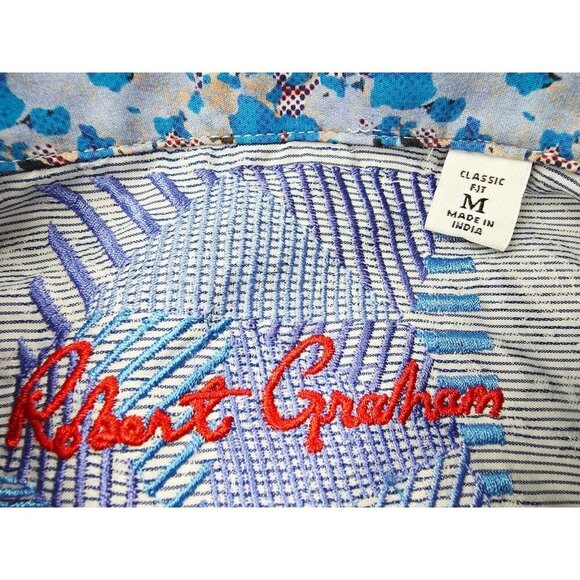 CLASSIC
FIT
M
MADE IN
INDIA
Robert Graham